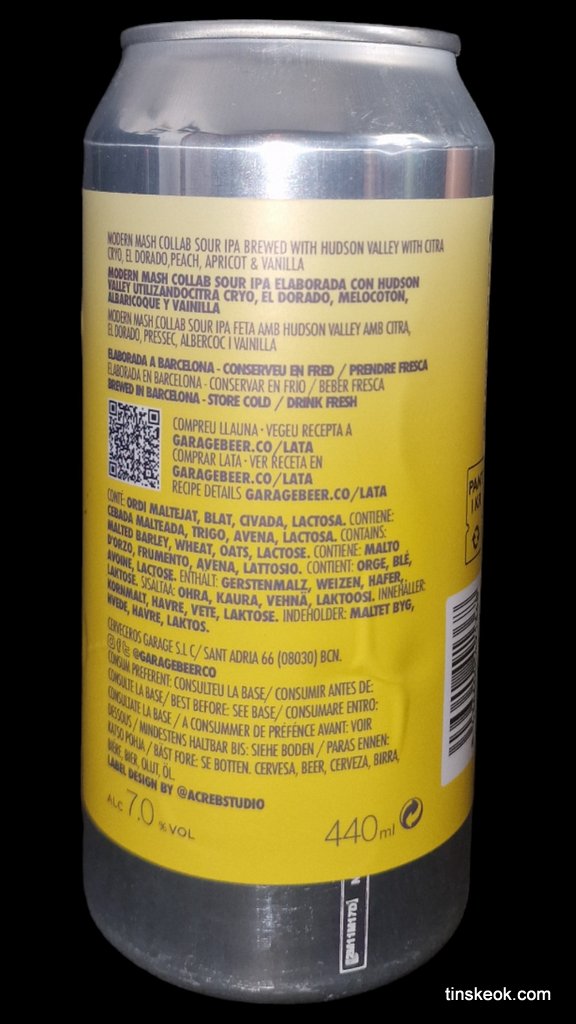 MODERN MASH COLLAB SOUR IPA BREWED WITH HUDSON VALLEY WITH CITRA
CRYO, EL DORADO,PEACH, APRICOT & VANILLA
MODERN MASH COLLAB SOUR IPA ELABORADA CON HUDSON
VALLEY UTILIZANDOCITRA CRYO, EL DORADO, MELOCOTON,
ALBARICOQUE Y VAINILLA
MODERN MASH COLLAB SOUR IPA FETA AMB HUDSON VALLEY AMB CITRA,
EL DORADO, PRESSEC, ALBERCOC I VAINILLA
ELABORADA A BARCELONA - CONSERVEU EN FRED / PRENDRE FRESCA
ELABORADA EN BARCELONA - CONSERVAR EN FRIO / BEBER FRESCA
BREWED IN BARCELONA - STORE COLD / DRINK FRESH
COMPREU LLAUNA · VEGEU RECEPTA A
GARAGEBEER.CO/LATA
COMPRAR LATA · VER RECETA EN
GARAGEBEER.CO/LATA
RECIPE DETAILS GARAGEBEER.CO/LATA
CONTÉ: ORDI MALTEJAT, BLAT, CIVADA, LACTOSA. CONTIENE:
CEBADA MALTEADA, TRIGO, AVENA, LACTOSA. CONTAINS:
MALTED BARLEY, WHEAT, OATS, LACTOSE. CONTIENE: MALTO
D'ORZO, FRUMENTO, AVENA, LATTOSIO. CONTIENT: ORGE, BLÉ,
AVOINE, LACTOSE. ENTHALT: GERSTENMALZ, WEIZEN, HAFER,
LAKTOSE. SISALTAA: OHRA, KAURA, VEHNÄ, LAKTOOSI. INNEHÅLLER:
KORNMALT, HAVRE, VETE, LAKTOSE. INDEHOLDER: MALTET BYG,
HVEDE, HAVRE, LAKTOS.
CERVECEROS GARAGE S.L C/ SANT ADRIA 66 (08030) BCN.
@GARAGEBEERCO
CONSUM PREFERENT: CONSULTEU LA BASE/ CONSUMIR ANTES DE:
CONSULTE LA BASE/ BEST BEFORE: SEE BASE/ CONSUMARE ENTRO:
CONSULTATE LA BASE / A CONSUMMER DE PRÉFÉNCE AVANT: VOIR
DESSOUS / MINDESTENS HALTBAR BIS: SIEHE BODEN / PARAS ENNEN:
KATSO POHJA / BÄST FORE: SE BOTTEN. CERVESA, BEER, CERVEZA, BIRRA,
BIÈRE, BIER, OLUT, ÖL.
LABEL DESIGN BY @ACREBSTUDIO
ALC 7.0 % VOL
440ml
tinskeok.com